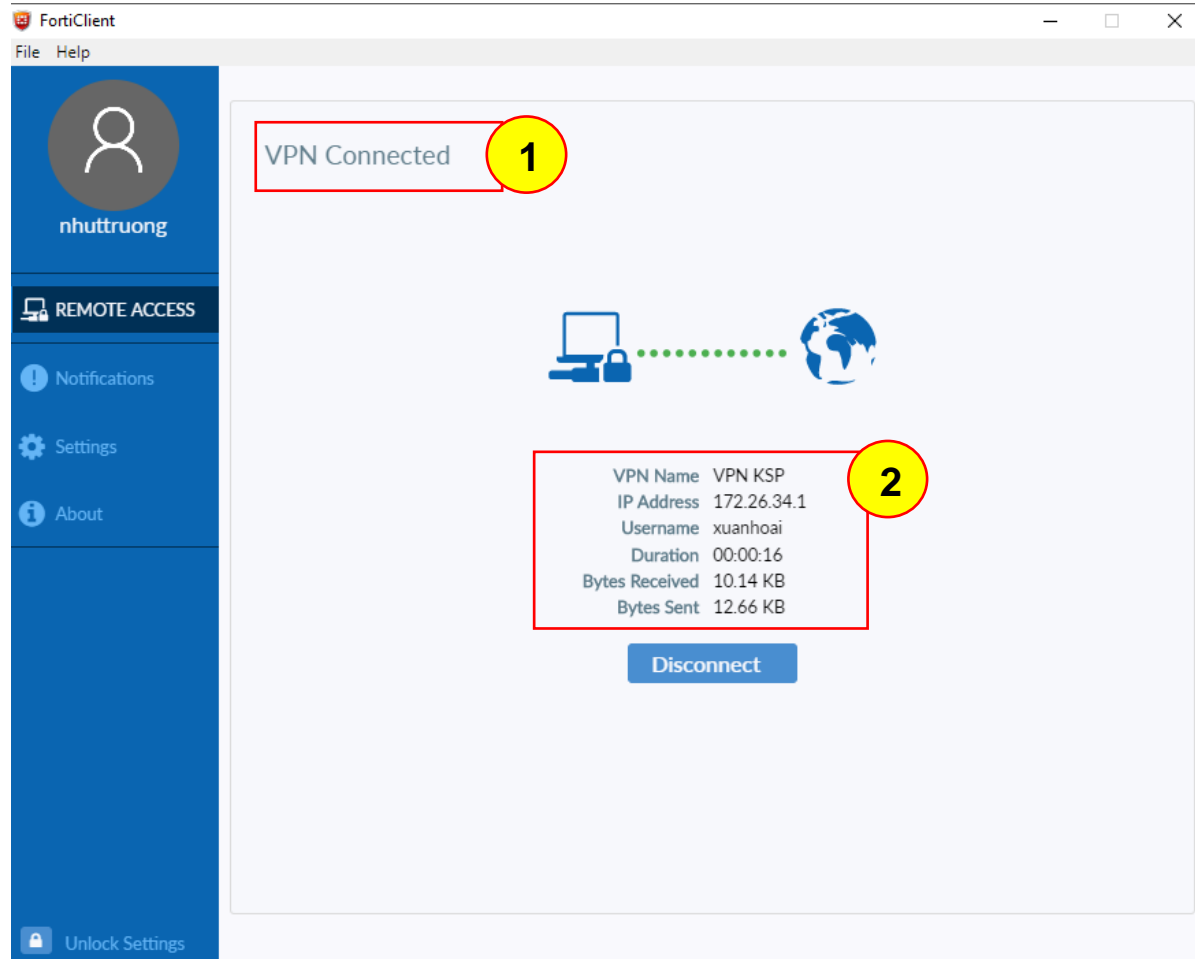 FortiClient
File Help
nhuttruong
REMOTE ACCESS
Notifications
Settings
About
Unlock Settings
VPN Connected
1
2
VPN Name VPN KSP
IP Address 172.26.34.1
Username xuanhoai
Duration 00:00:16
Bytes Received 10.14 KB
Bytes Sent 12.66 KB
Disconnect